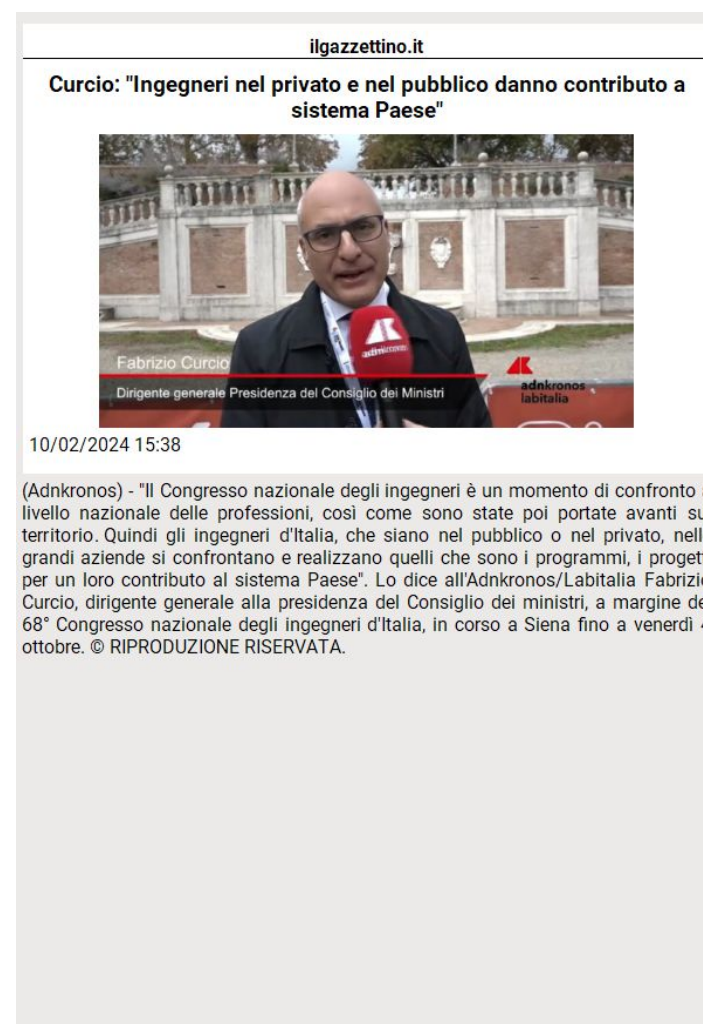 ilgazzettino.it
Curcio: "Ingegneri nel privato e nel pubblico danno contributo a
sistema Paese"
adnkronos
Fabrizio Curcio
Dirigente generale Presidenza del Consiglio dei Ministri
adnkronos
labitalia
10/02/2024 15:38
(Adnkronos) - "Il Congresso nazionale degli ingegneri è un momento di confronto
livello nazionale delle professioni, così come sono state poi portate avanti
territorio. Quindi gli ingegneri d'Italia, che siano nel pubblico o nel privato,
grandi aziende si confrontano e realizzano quelli che sono i programmi, i
per un loro contributo al sistema Paese". Lo dice all'Adnkronos/Labitalia
Curcio, dirigente generale alla presidenza del Consiglio dei ministri, a margine
68° Congresso nazionale degli ingegneri d'Italia, in corso a Siena fino a venerdì
ottobre. © RIPRODUZIONE RISERVATA.